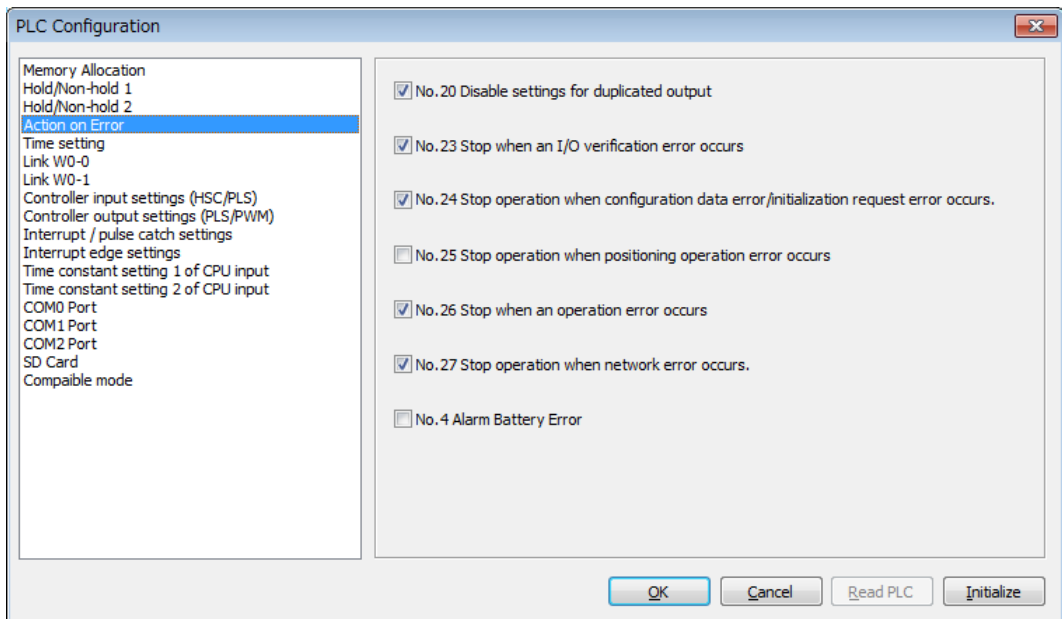 PLC Configuration
Memory Allocation
Hold/Non-hold 1
Hold/Non-hold 2
Action on Error
Time setting
Link W0-0
Link W0-1
Controller input settings (HSC/PLS)
Controller output settings (PLS/PWM)
Interrupt / pulse catch settings
Interrupt edge settings
Time constant setting 1 of CPU input
Time constant setting 2 of CPU input
COM0 Port
COM1 Port
COM2 Port
SD Card
Compaible mode
No.20 Disable settings for duplicated output
No.23 Stop when an I/O verification error occurs
No.24 Stop operation when configuration data error/initialization request error occurs.
No.25 Stop operation when positioning operation error occurs
No.26 Stop when an operation error occurs
No.27 Stop operation when network error occurs.
No.4 Alarm Battery Error
OK
Cancel
Read PLC
Initialize